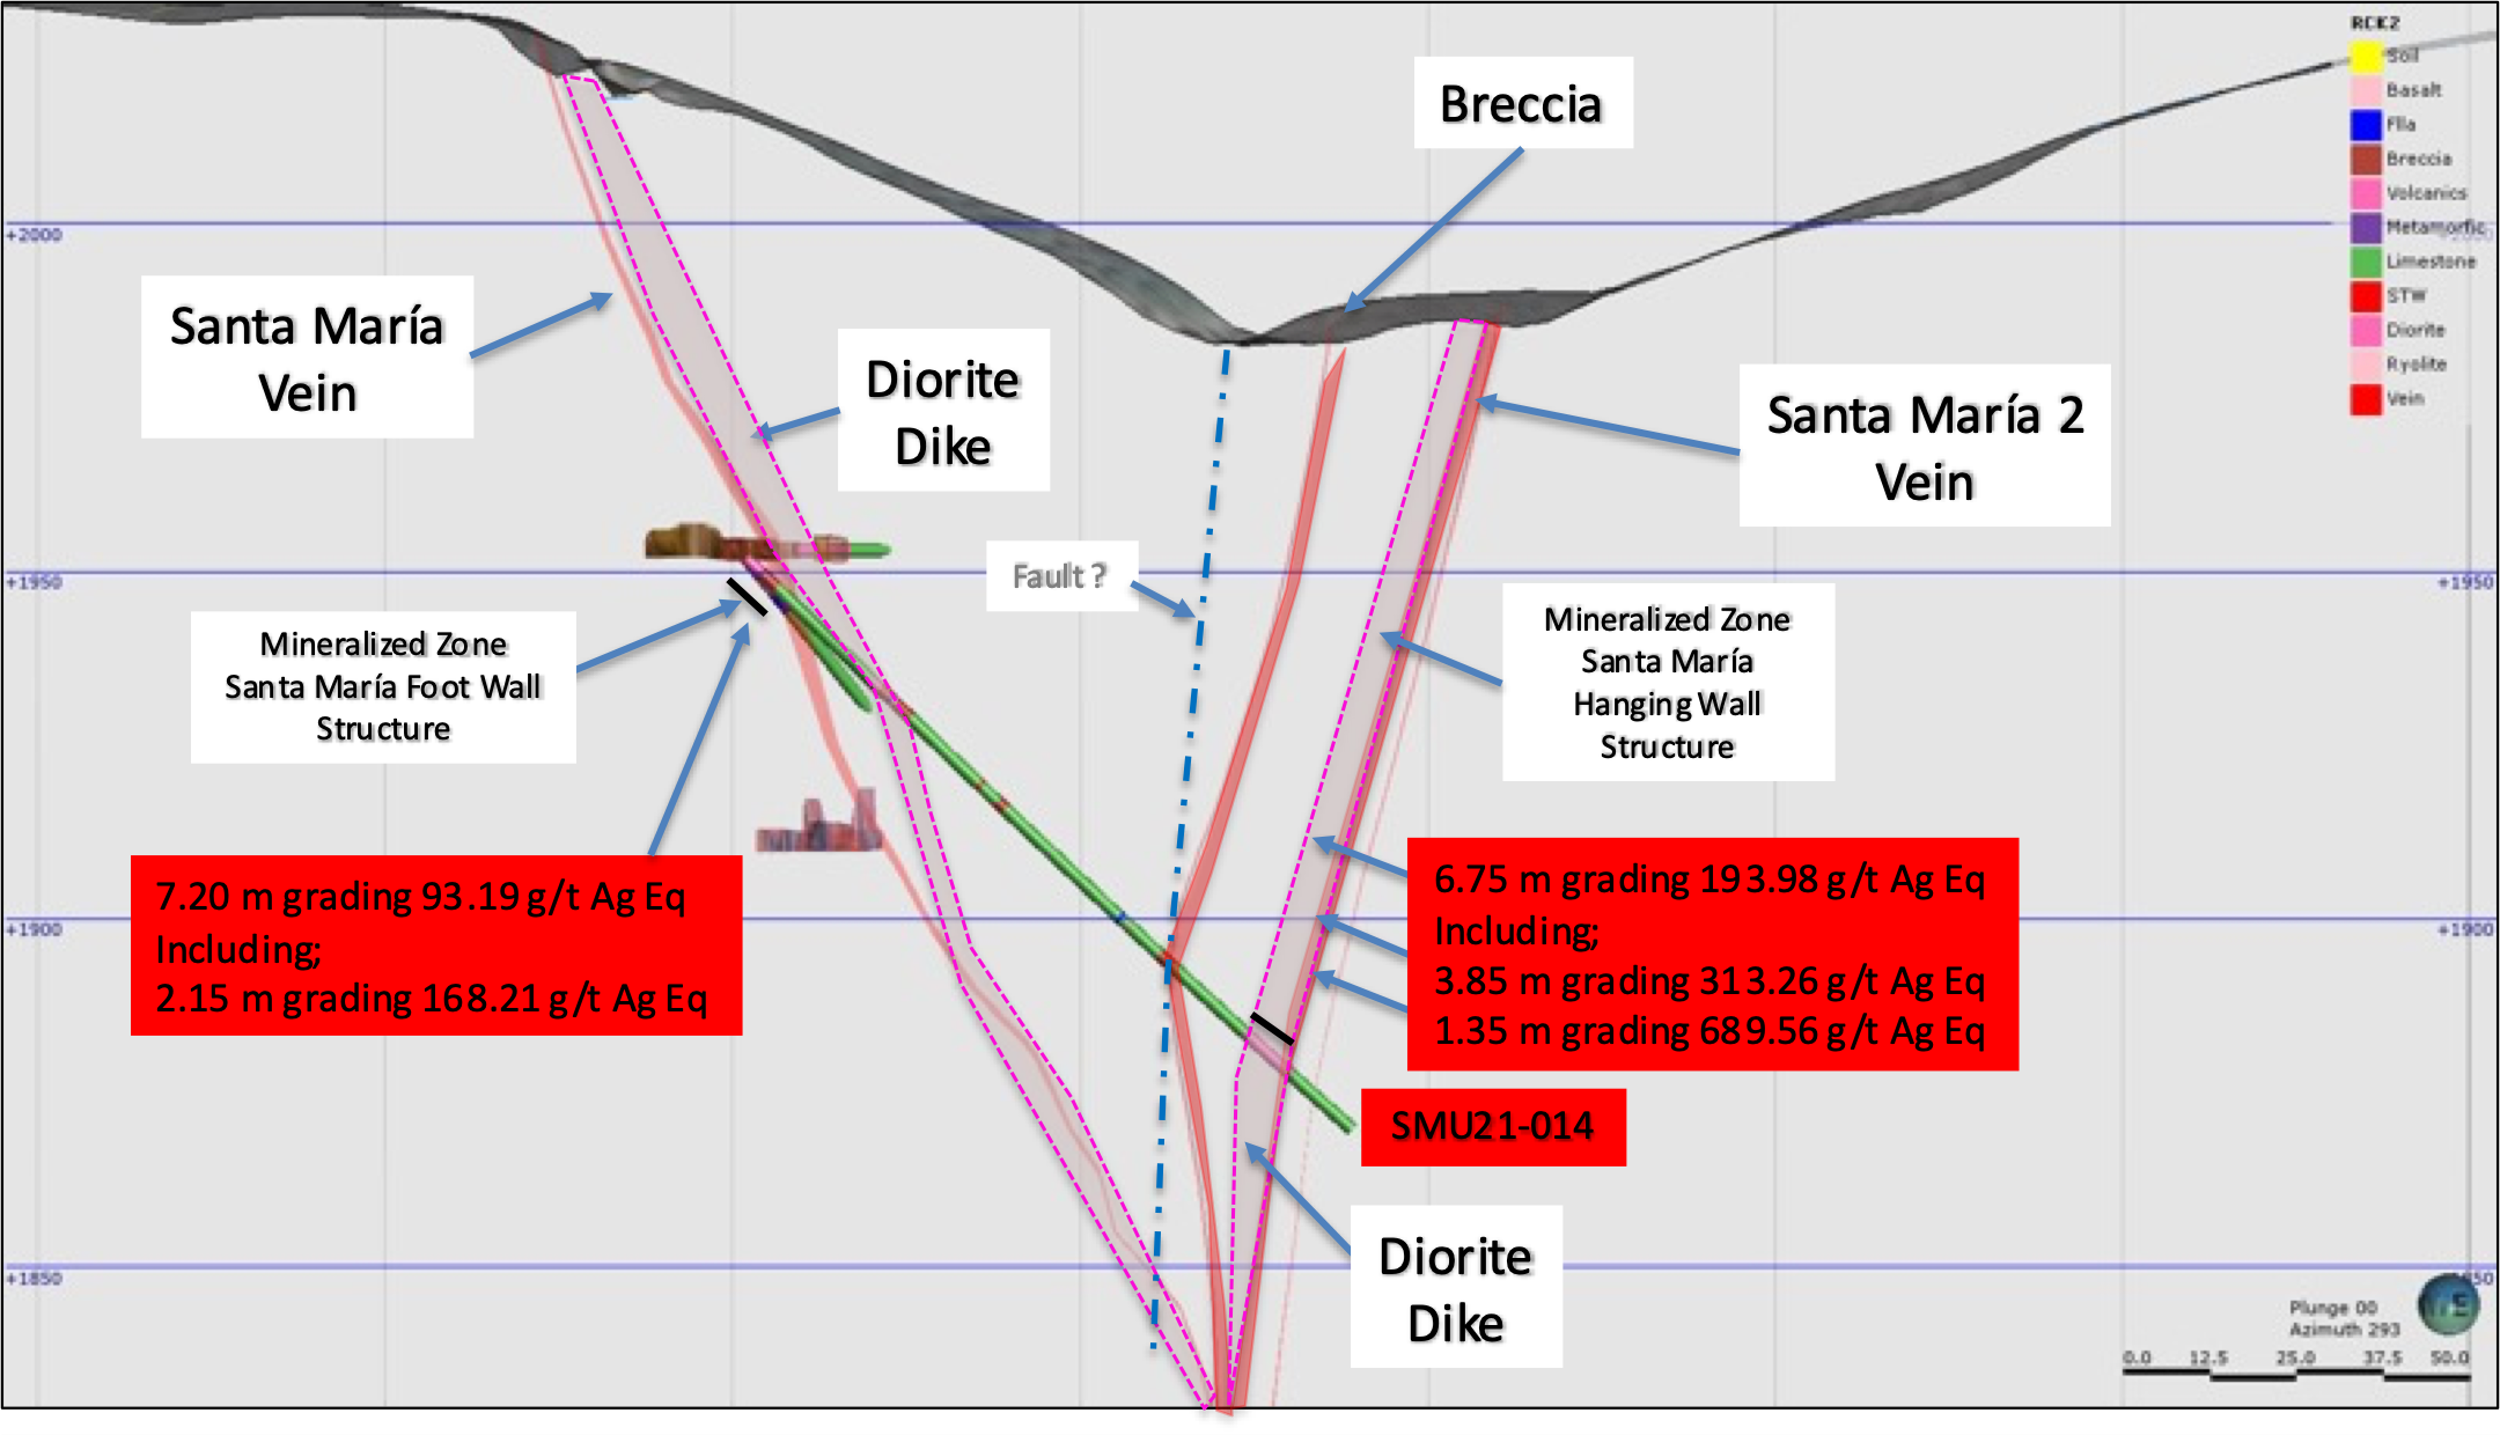 RCK2
Soil
Basalt
Flla
Breccia
Volcanics
Metamorfic
Limestone
STW
Diorite
Ryolite
Vein
Breccia
+2000
+2000
Santa María
Vein
Diorite
Dike
Santa María 2
Vein
Fault ?
+1950
+1950
Mineralized Zone
Santa María Foot Wall
Structure
Mineralized Zone
Santa María
Hanging Wall
Structure
7.20 m grading 93.19 g/t Ag Eq
Including;
2.15 m grading 168.21 g/t Ag Eq
6.75 m grading 193.98 g/t Ag Eq
Including;
3.85 m grading 313.26 g/t Ag Eq
1.35 m grading 689.56 g/t Ag Eq
+1900
+1900
SMU21-014
Diorite
Dike
+1850
Plunge 00
Azimuth 293
0.0 12.5 25.0 37.5 50.0